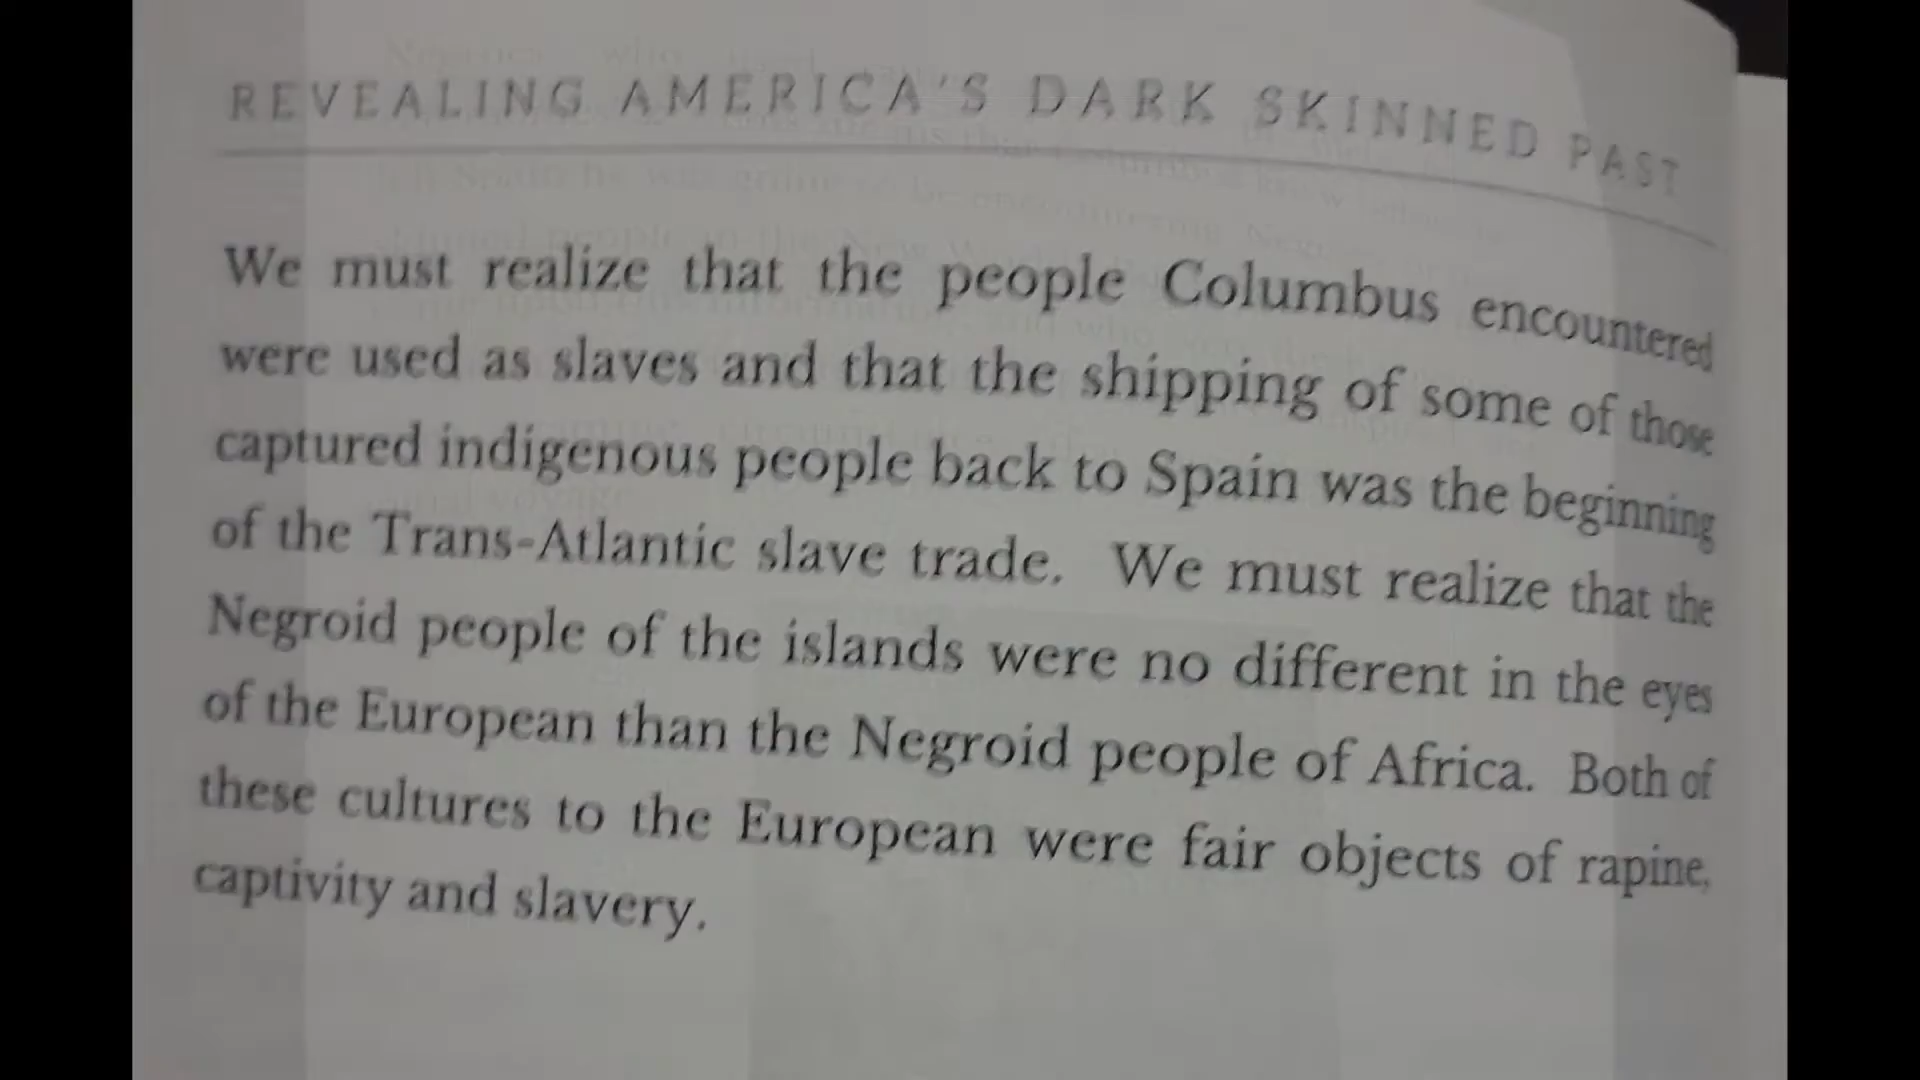 REVEALING AMERICA'S DARK SKINNED PAST
We must realize that the people Columbus encountered
were used as slaves and that the shipping of some of those
captured indigenous people back to Spain was the beginning
of the Trans-Atlantic slave trade. We must realize that the
Negroid people of the islands were no different in the eyes
of the European than the Negroid people of Africa. Both of
these cultures to the European were fair objects of rapine,
captivity and slavery.